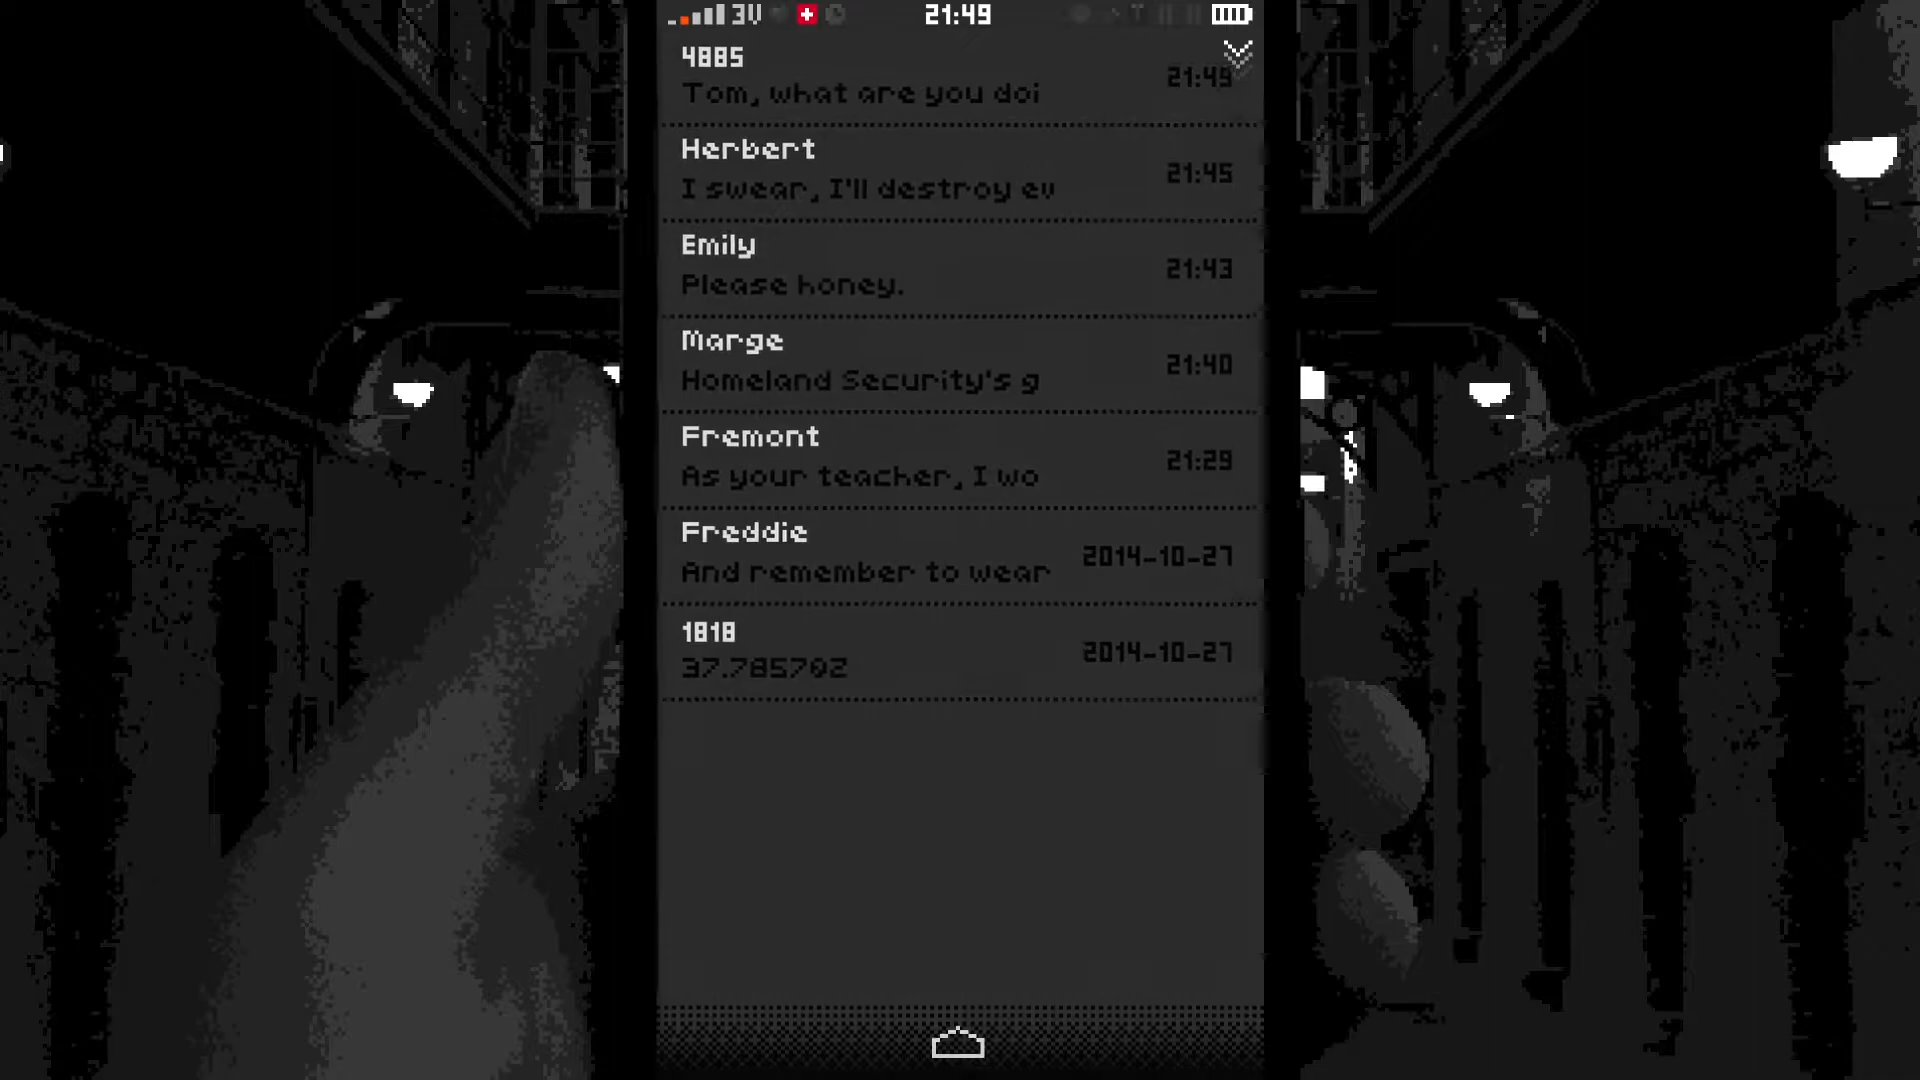 3V
21:49
4885
21:49
Tom, what are you doi
Herbert
21:45
I swear, I'll destroy ev
Emily
21:43
Please honey.
Marge
21:40
Homeland Security's g
Fremont
21:29
As your teacher, I wo
Freddie
2014-10-27
And remember to wear
1818
2014-10-27
37.785702